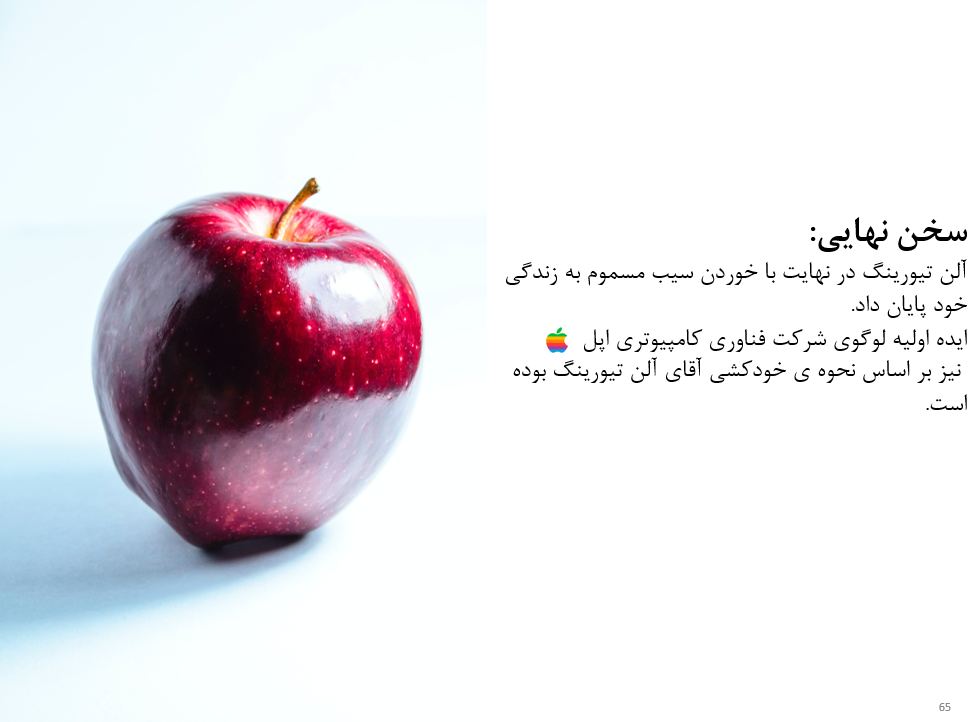 سخن نهایی:
آلن تیورینگ در نهایت با خوردن سیب مسموم به زندگی
خود پایان داد.
ایده اولیه لوگوی شرکت فناوری کامپیوتری اپل
نیز بر اساس نحوه ی خودکشی آقای آلن تیورینگ بوده
است.
65